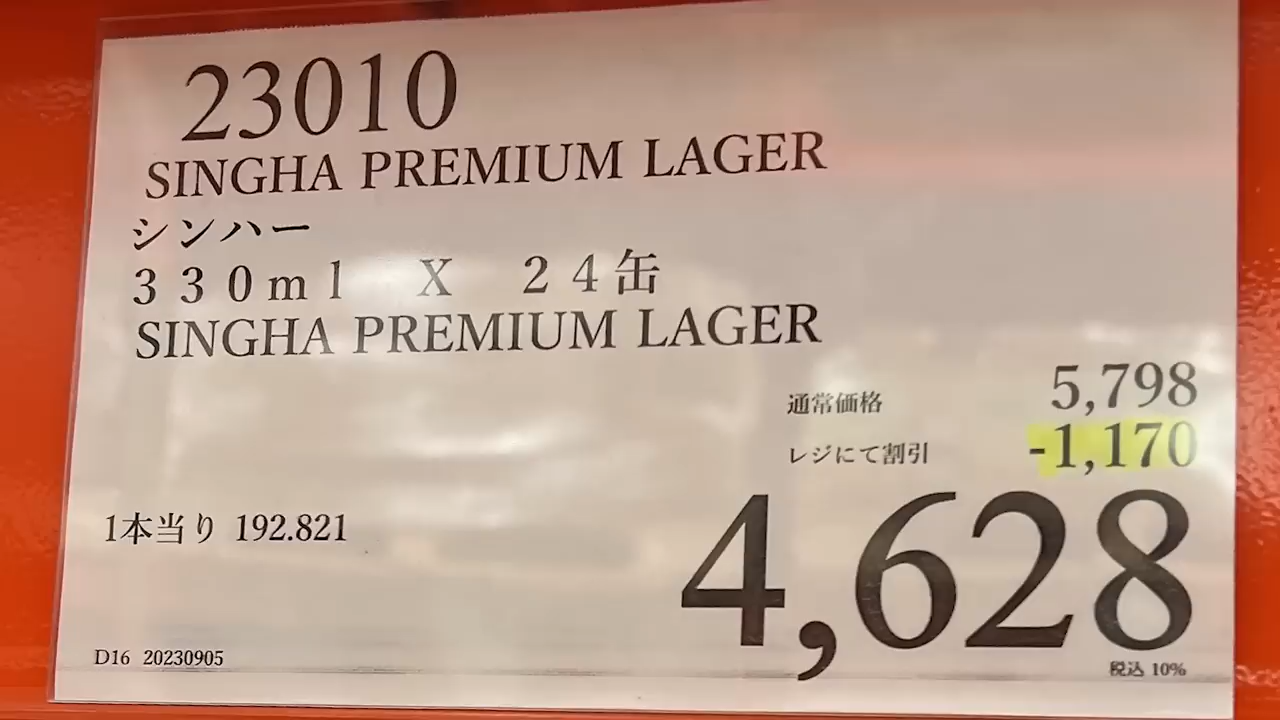 23010
SINGHA PREMIUM LAGER
シンハー
３３０ｍｌ　Ｘ　２４缶
SINGHA PREMIUM LAGER
通常価格 5,798
レジにて割引 -1,170
4,628
1本当り 192.821
税込 10%
D16 20230905